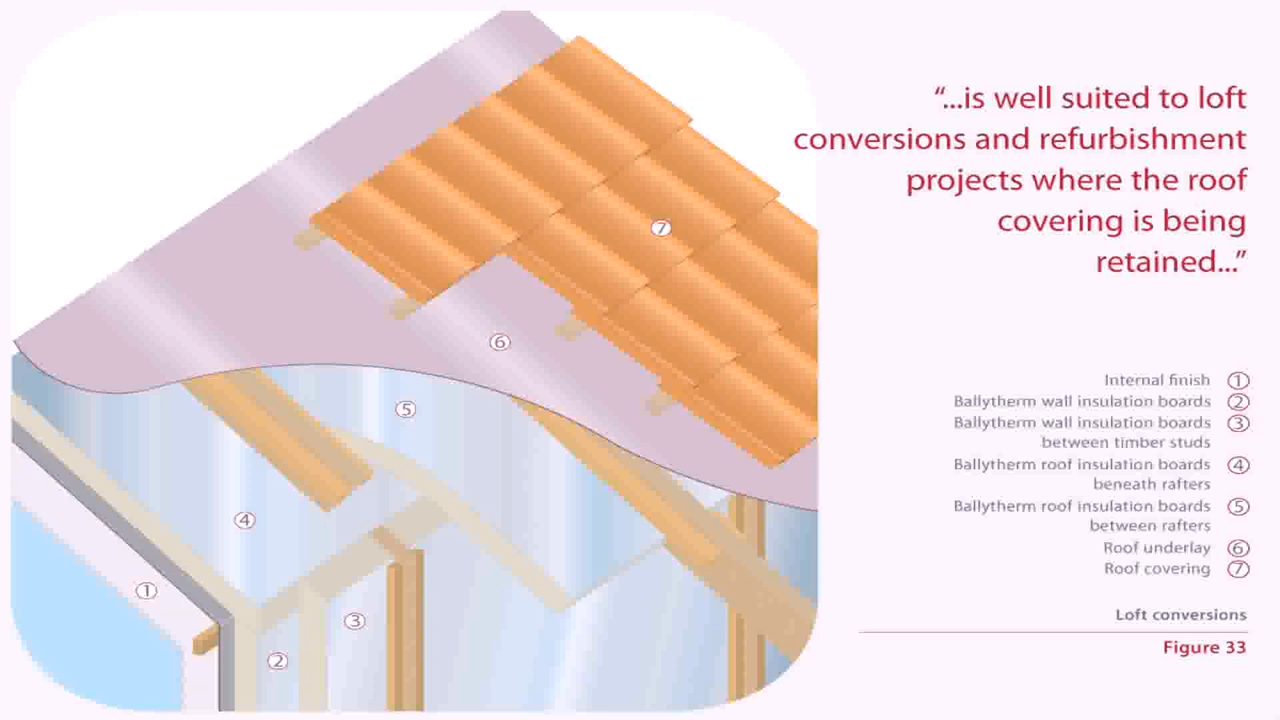 “...is well suited to loft
conversions and refurbishment
projects where the roof
covering is being
retained...”
7
6
5
4
1
3
2
Internal finish 1
Ballytherm wall insulation boards 2
Ballytherm wall insulation boards 3
between timber studs
Ballytherm roof insulation boards 4
beneath rafters
Ballytherm roof insulation boards 5
between rafters
Roof underlay 6
Roof covering 7
Loft conversions
Figure 33